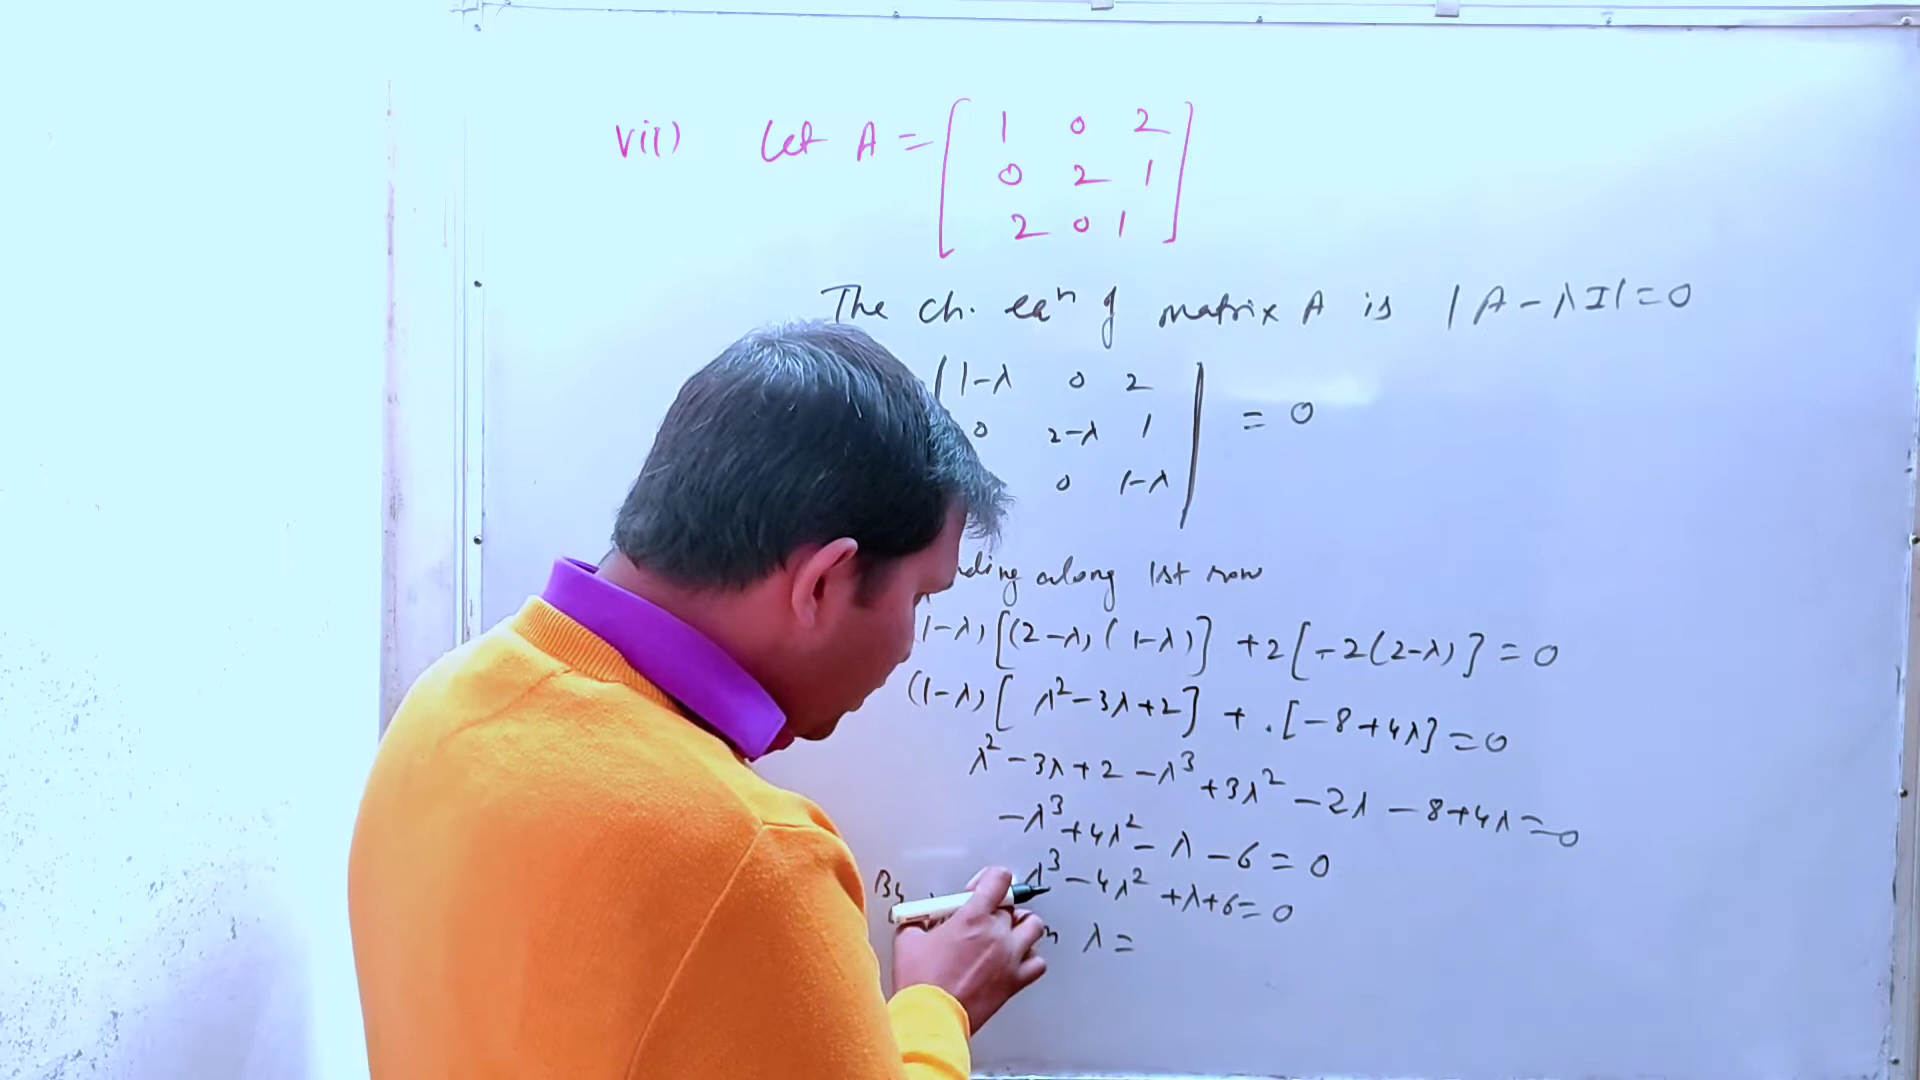 vii) Let A = [ 1 0 2
0 2 1
2 0 1 ]
The ch. eqn of matrix A is |A-λI|=0
| 1-λ 0 2
0 2-λ 1 | = 0
0 1-λ
along 1st row
1-λ) [(2-λ)(1-λ)] +2[-2(2-λ)] = 0
(1-λ) [λ²-3λ+2] + .[-8+4λ] = 0
λ²-3λ+2-λ³+3λ²-2λ-8+4λ=0
-λ³+4λ²-λ-6=0
λ³-4λ²+λ+6=0
By
λ=